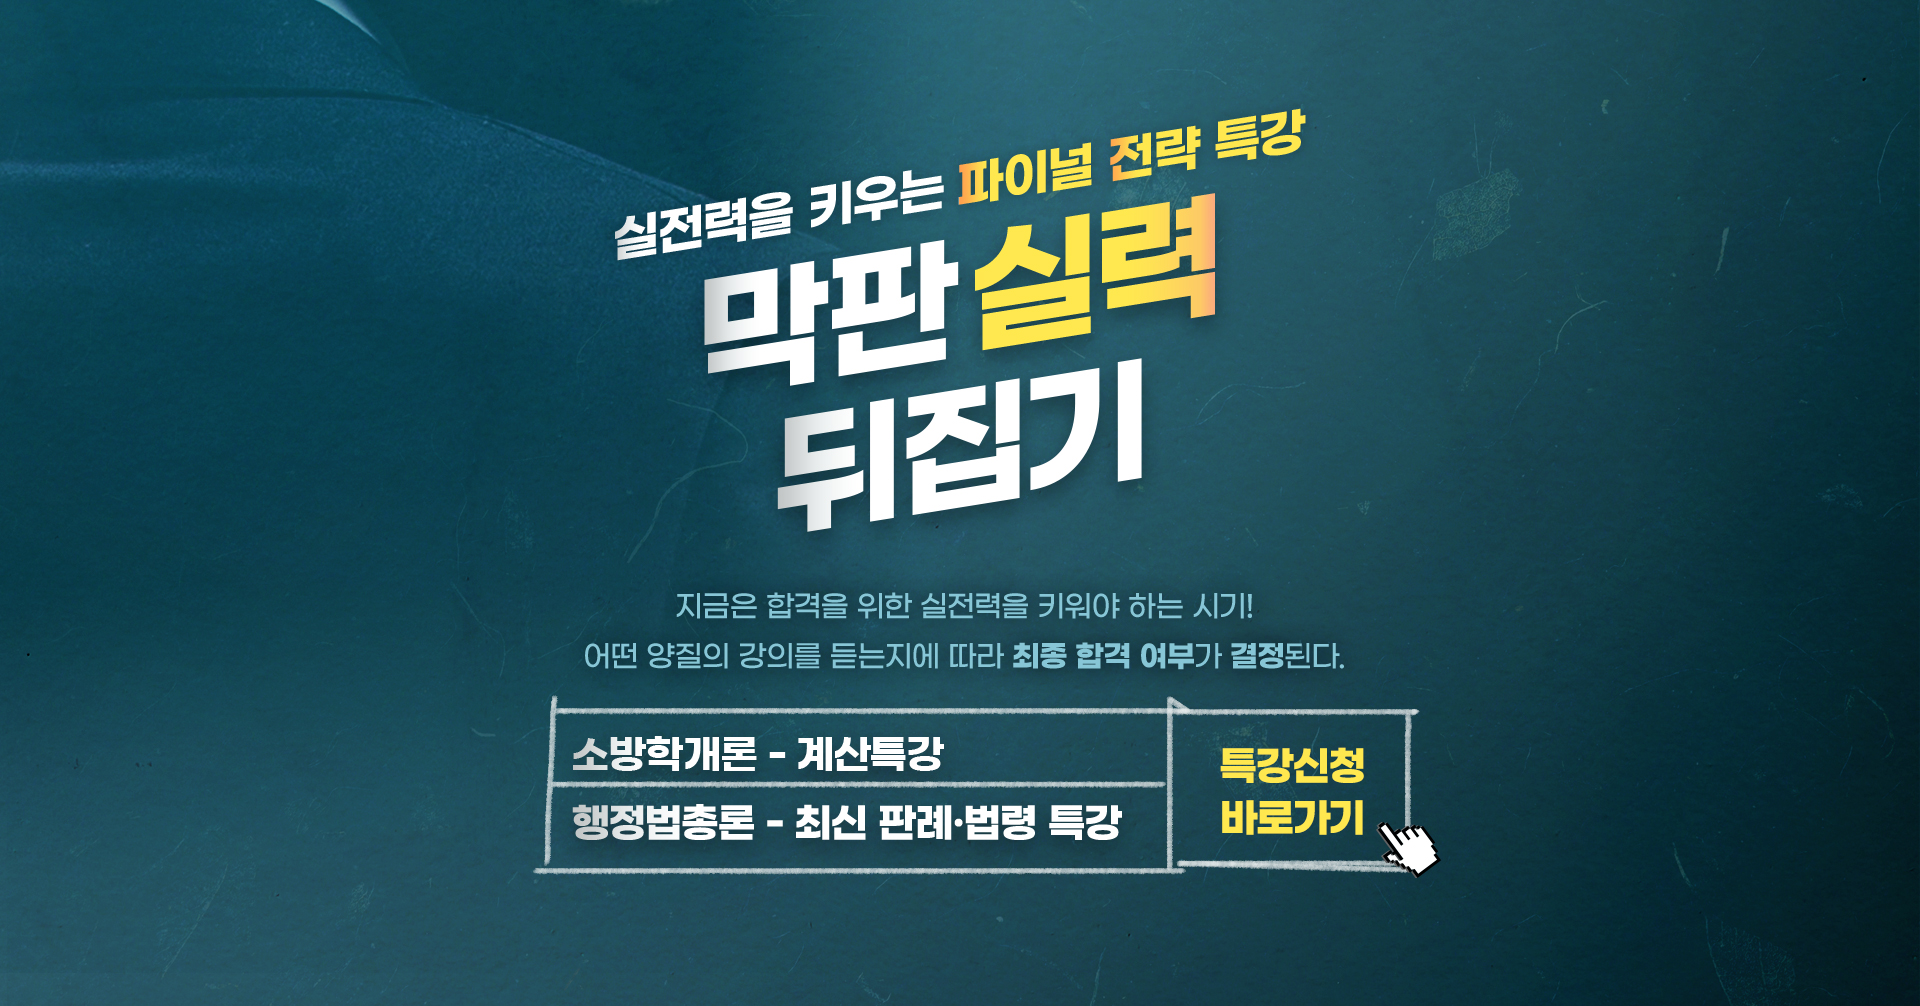 실전력을 키우는 파이널 전략 특강
막판 실력
뒤집기
지금은 합격을 위한 실전력을 키워야 하는 시기!
어떤 양질의 강의를 듣는지에 따라 최종 합격 여부가 결정된다.
소방학개론 - 계산특강
행정법총론 - 최신 판례·법령 특강
특강신청
바로가기